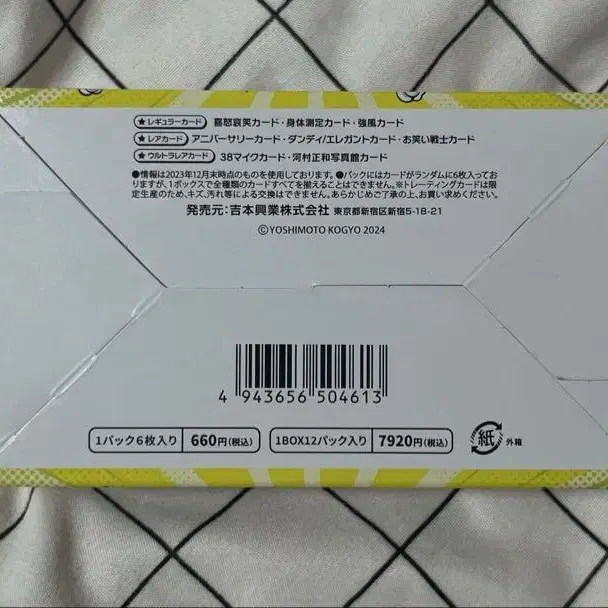 ★レギュラーカード 喜怒哀笑カード・身体測定カード・強風カード
★レアカード アニバーサリーカード・ダンディ/エレガントカード・お笑い戦士カード
★ウルトラレアカード 38マイクカード・河村正和写真館カード
●情報は2023年12月末時点のものを使用しております。●パックにはカードがランダムに6枚入ってお
りますが、1ボックスで全種類のカードすべてを揃えることはできません。※トレーティングカードは限
定生産のため、キズ、汚れ等による交換はできません。あらかじめご了承の上、お買い求めください。
発売元:吉本興業株式会社 東京都新宿区新宿5-18-21
©YOSHIMOTO KOGYO 2024
4 943656 504613
1パック6枚入り 660円(税込) 1BOX12パック入り 7920円(税込) 紙 外箱